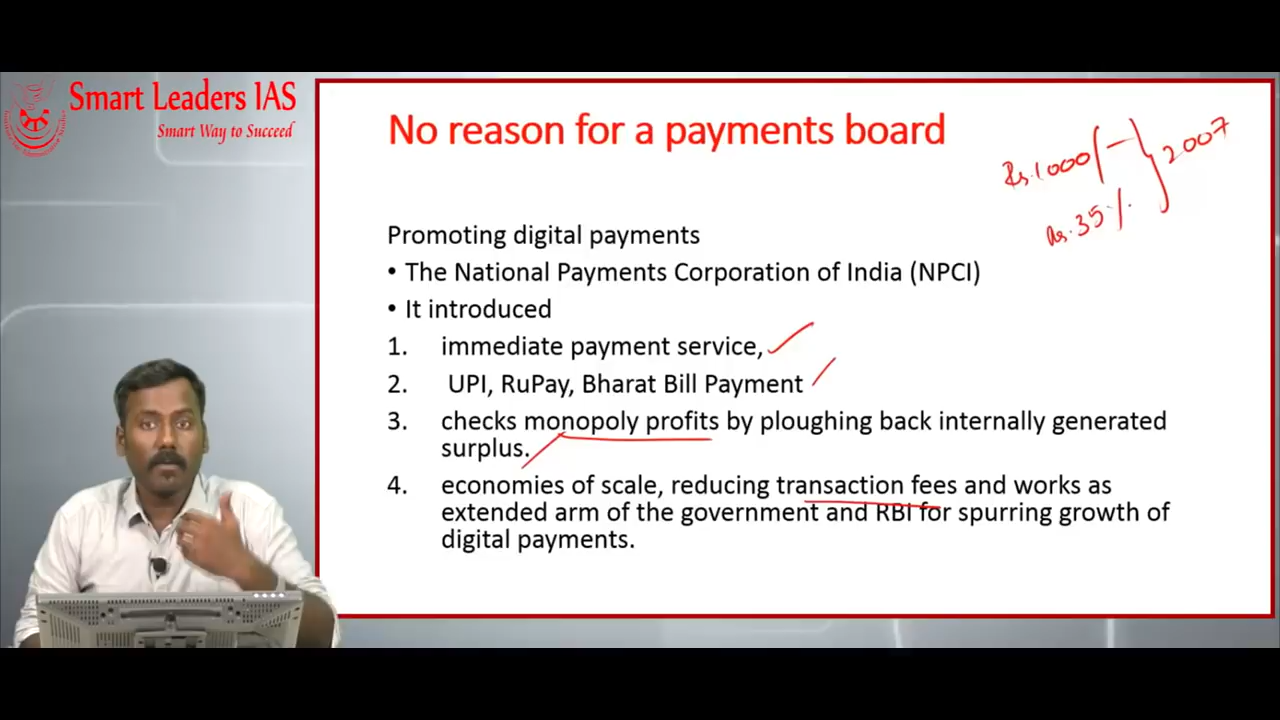 Smart Leaders IAS
Smart Way to Succeed
No reason for a payments board
Rs.1000 (—)
2007
Rs.35%
Promoting digital payments
• The National Payments Corporation of India (NPCI)
• It introduced
1. immediate payment service,
2. UPI, RuPay, Bharat Bill Payment
3. checks monopoly profits by ploughing back internally generated
surplus.
4. economies of scale, reducing transaction fees and works as
extended arm of the government and RBI for spurring growth of
digital payments.